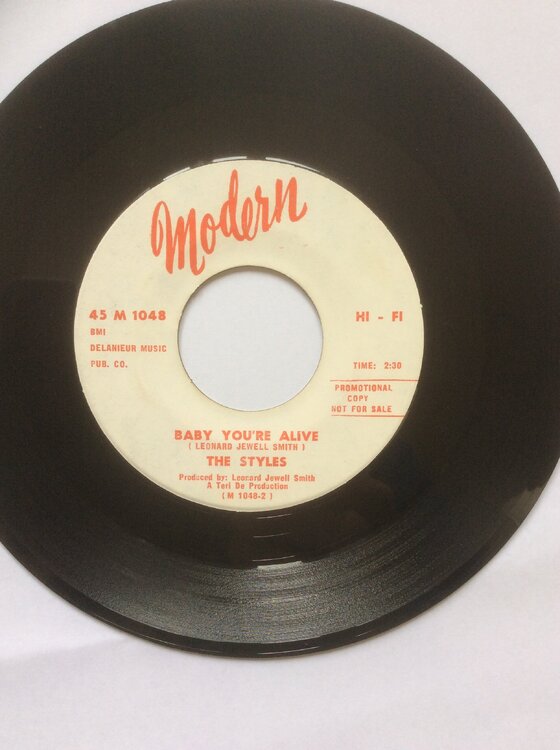 Modern
45 M 1048
BMI
DELANIEUR MUSIC
PUB. CO.
HI - FI
TIME: 2:30
PROMOTIONAL
COPY
NOT FOR SALE
BABY YOU'RE ALIVE
( LEONARD JEWELL SMITH )
THE STYLES
Produced by: Leonard Jewell Smith
A Teri De Production
( M 1048-2 )